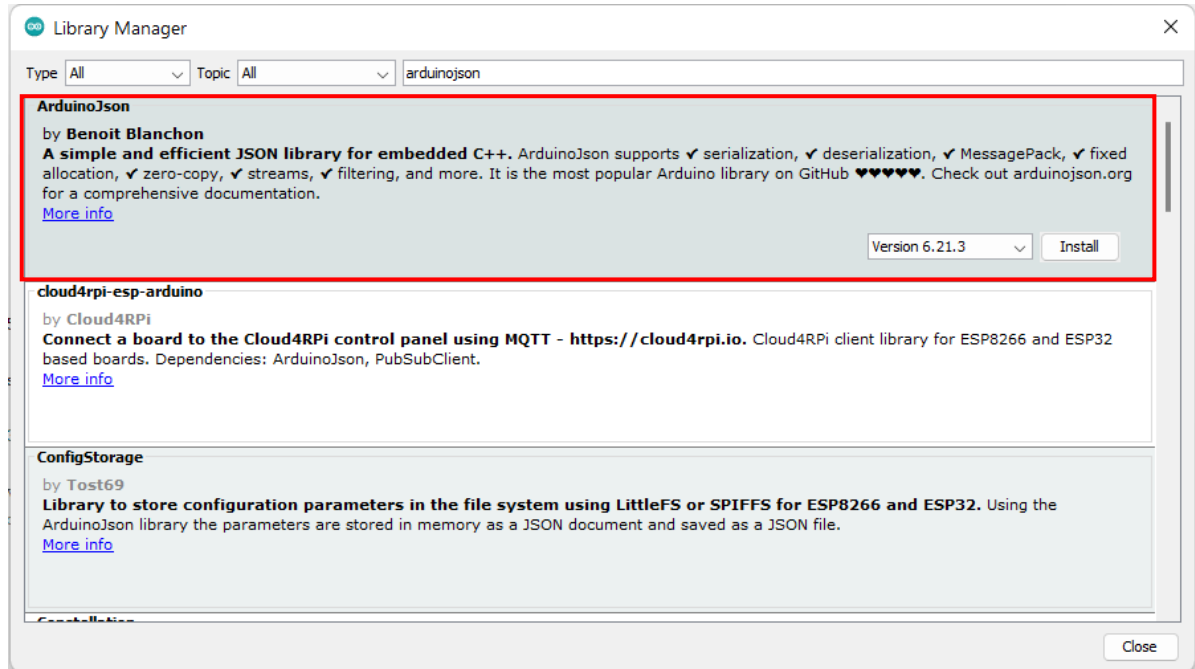 Library Manager
Type All Topic All arduinojson
ArduinoJson
by Benoit Blanchon
A simple and efficient JSON library for embedded C++. ArduinoJson supports ✔ serialization, ✔ deserialization, ✔ MessagePack, ✔ fixed
allocation, ✔ zero-copy, ✔ streams, ✔ filtering, and more. It is the most popular Arduino library on GitHub ♥♥♥♥♥. Check out arduinojson.org
for a comprehensive documentation.
More info
Version 6.21.3 Install
cloud4rpi-esp-arduino
by Cloud4RPi
Connect a board to the Cloud4RPi control panel using MQTT - https://cloud4rpi.io. Cloud4RPi client library for ESP8266 and ESP32
based boards. Dependencies: ArduinoJson, PubSubClient.
More info
ConfigStorage
by Tost69
Library to store configuration parameters in the file system using LittleFS or SPIFFS for ESP8266 and ESP32. Using the
ArduinoJson library the parameters are stored in memory as a JSON document and saved as a JSON file.
More info
Constellation
Close